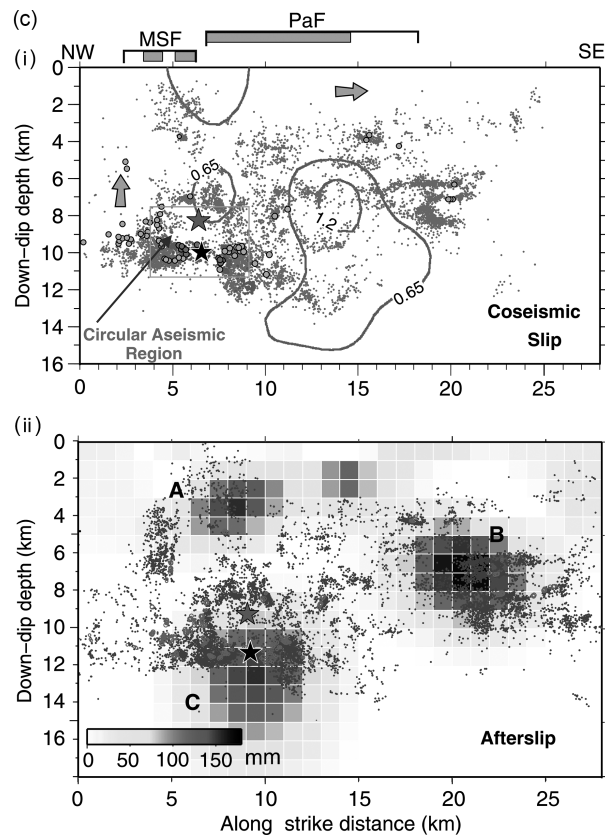 (c)
PaF
NW MSF SE
(i)
0 2 4 6 8 10 12 14 16
Down-dip depth (km)
0.65
1.2
0.65
Circular Aseismic
Region
Coseismic
Slip
0 5 10 15 20 25
(ii)
0 2 4 6 8 10 12 14 16
Down-dip depth (km)
A
B
C
0 50 100 150 mm
Afterslip
0 5 10 15 20 25
Along strike distance (km)